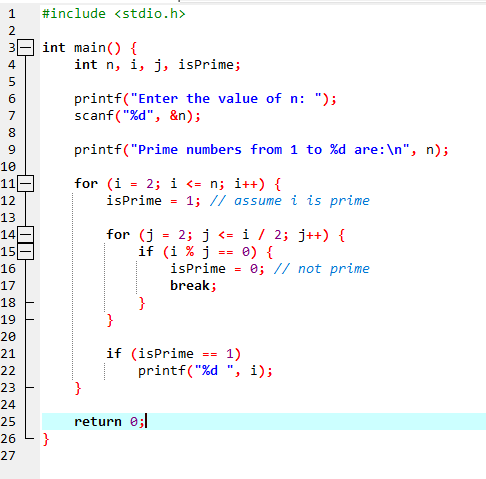 1 #include <stdio.h>
2
3 int main() {
4     int n, i, j, isPrime;
5
6     printf("Enter the value of n: ");
7     scanf("%d", &n);
8
9     printf("Prime numbers from 1 to %d are:\n", n);
10
11     for (i = 2; i <= n; i++) {
12         isPrime = 1; // assume i is prime
13
14         for (j = 2; j <= i / 2; j++) {
15             if (i % j == 0) {
16                 isPrime = 0; // not prime
17                 break;
18             }
19         }
20
21         if (isPrime == 1)
22             printf("%d ", i);
23     }
24
25     return 0;
26 }
27